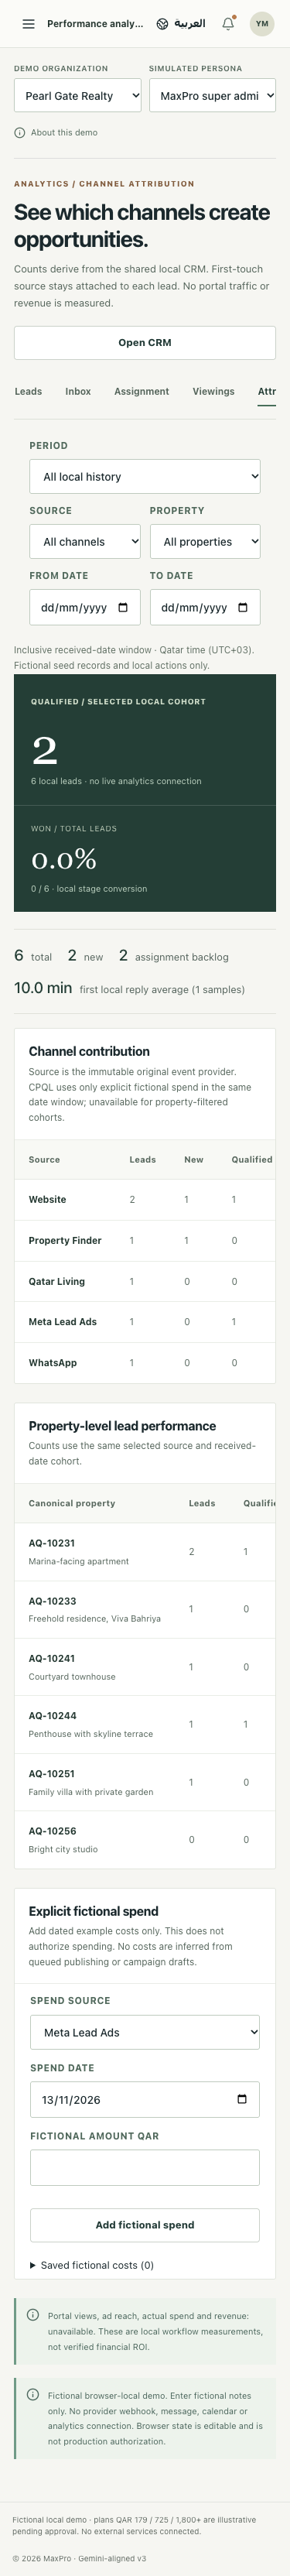 Performance analy... العربية YM
DEMO ORGANIZATION SIMULATED PERSONA
Pearl Gate Realty MaxPro super admi
About this demo
ANALYTICS / CHANNEL ATTRIBUTION
See which channels create
opportunities.
Counts derive from the shared local CRM. First-touch
source stays attached to each lead. No portal traffic or
revenue is measured.
Open CRM
Leads Inbox Assignment Viewings Attr
PERIOD
All local history
SOURCE PROPERTY
All channels All properties
FROM DATE TO DATE
dd/mm/yyyy dd/mm/yyyy
Inclusive received-date window · Qatar time (UTC+03).
Fictional seed records and local actions only.
QUALIFIED / SELECTED LOCAL COHORT
2
6 local leads · no live analytics connection
WON / TOTAL LEADS
0.0%
0 / 6 · local stage conversion
6 total 2 new 2 assignment backlog
10.0 min first local reply average (1 samples)
Channel contribution
Source is the immutable original event provider.
CPQL uses only explicit fictional spend in the same
date window; unavailable for property-filtered
cohorts.
Source Leads New Qualified
Website 2 1 1
Property Finder 1 1 0
Qatar Living 1 0 0
Meta Lead Ads 1 0 1
WhatsApp 1 0 0
Property-level lead performance
Counts use the same selected source and received-
date cohort.
Canonical property Leads Qualifie
AQ-10231 2 1
Marina-facing apartment
AQ-10233 1 0
Freehold residence, Viva Bahriya
AQ-10241 1 0
Courtyard townhouse
AQ-10244 1 1
Penthouse with skyline terrace
AQ-10251 1 0
Family villa with private garden
AQ-10256 0 0
Bright city studio
Explicit fictional spend
Add dated example costs only. This does not
authorize spending. No costs are inferred from
queued publishing or campaign drafts.
SPEND SOURCE
Meta Lead Ads
SPEND DATE
13/11/2026
FICTIONAL AMOUNT QAR
Add fictional spend
Saved fictional costs (0)
Portal views, ad reach, actual spend and revenue:
unavailable. These are local workflow measurements,
not verified financial ROI.
Fictional browser-local demo. Enter fictional notes
only. No provider webhook, message, calendar or
analytics connection. Browser state is editable and is
not production authorization.
Fictional local demo · plans QAR 179 / 725 / 1,800+ are illustrative
pending approval. No external services connected.
© 2026 MaxPro · Gemini-aligned v3